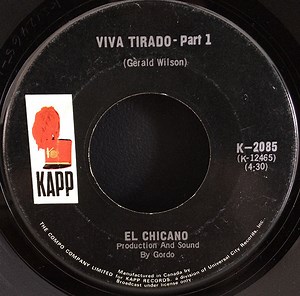 VIVA TIRADO - Part 1
(Gerald Wilson)
K-2085
(K-12465)
(4:30)
KAPP
EL CHICANO
Production And Sound
By Gordo
Manufactured in Canada by
THE COMPO COMPANY LIMITED for KAPP RECORDS, a division of Universal City Records Inc.
Broadcast use under license only.